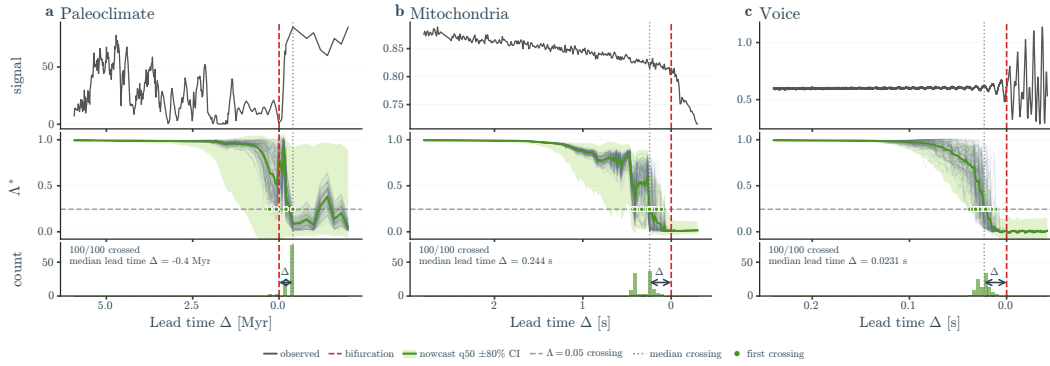 a Paleoclimate
b Mitochondria
c Voice
signal
50
0
0.85
0.80
0.75
1.0
0.5
Λ*
1.0
0.5
0.0
1.0
0.5
0.0
1.0
0.5
0.0
count
50
0
100/100 crossed
median lead time Δ = -0.4 Myr
Δ
50
0
100/100 crossed
median lead time Δ = 0.244 s
Δ
50
0
100/100 crossed
median lead time Δ = 0.0231 s
Δ
5.0 2.5 0.0
2 1 0
0.2 0.1 0.0
Lead time Δ [Myr]
Lead time Δ [s]
Lead time Δ [s]
observed bifurcation nowcast q50 ±80% CI Λ = 0.05 crossing median crossing first crossing